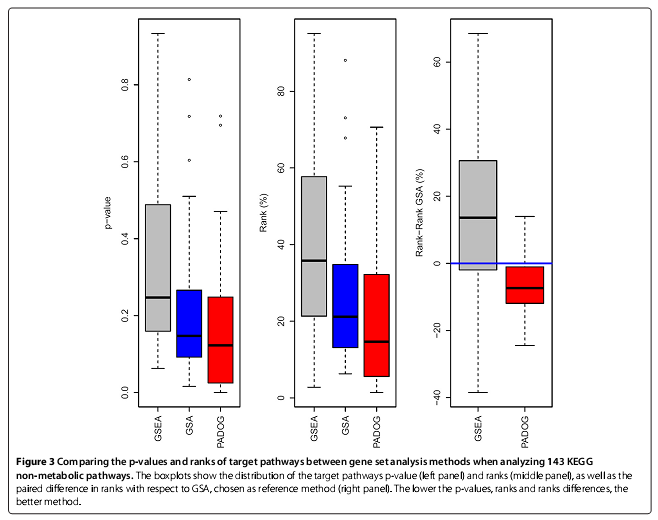 p−value
0.0
0.2
0.4
0.6
0.8
GSEA
GSA
PADOG
Rank (%)
0
20
40
60
80
GSEA
GSA
PADOG
Rank−Rank GSA (%)
−40
−20
0
20
40
60
GSEA
PADOG
Figure 3 Comparing the p-values and ranks of target pathways between gene set analysis methods when analyzing 143 KEGG
non-metabolic pathways. The boxplots show the distribution of the target pathways p-value (left panel) and ranks (middle panel), as well as the
paired difference in ranks with respect to GSA, chosen as reference method (right panel). The lower the p-values, ranks and ranks differences, the
better method.